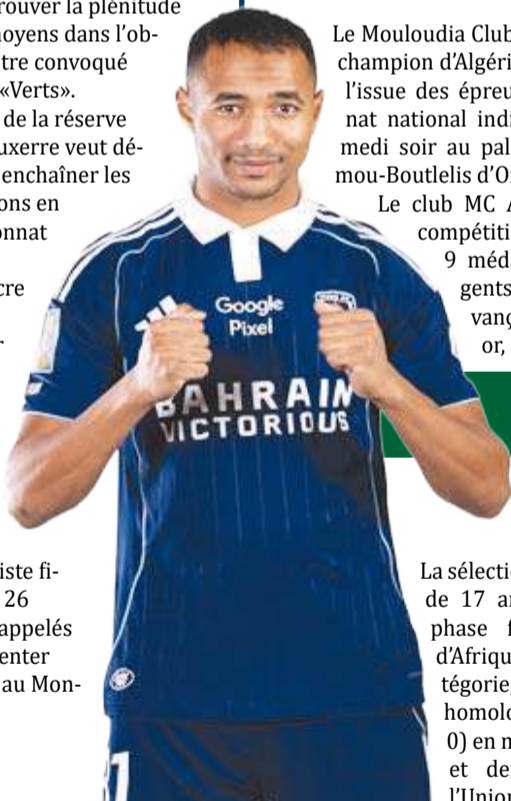 rouver la plénitude
oyens dans l'ob-
tre convoqué
«Verts».
de la réserve
uxerre veut dé-
enchaîner les
ons en
onnat
cre
r
iste fi-
26
appelés
enter
au Mon-
Google
Pixel
BAHRAIN
VICTORIOUS
Le Mouloudia Club
champion d'Algéri
l'issue des épreu
nat national indi
medi soir au pal
mou-Boutlelis d'O
Le club MC A
compétiti
9 méd
gents
vanç
or,
La sélecti
de 17 an
phase f
d'Afriqu
tégorie,
homolo
0) en m
et de
l'Union